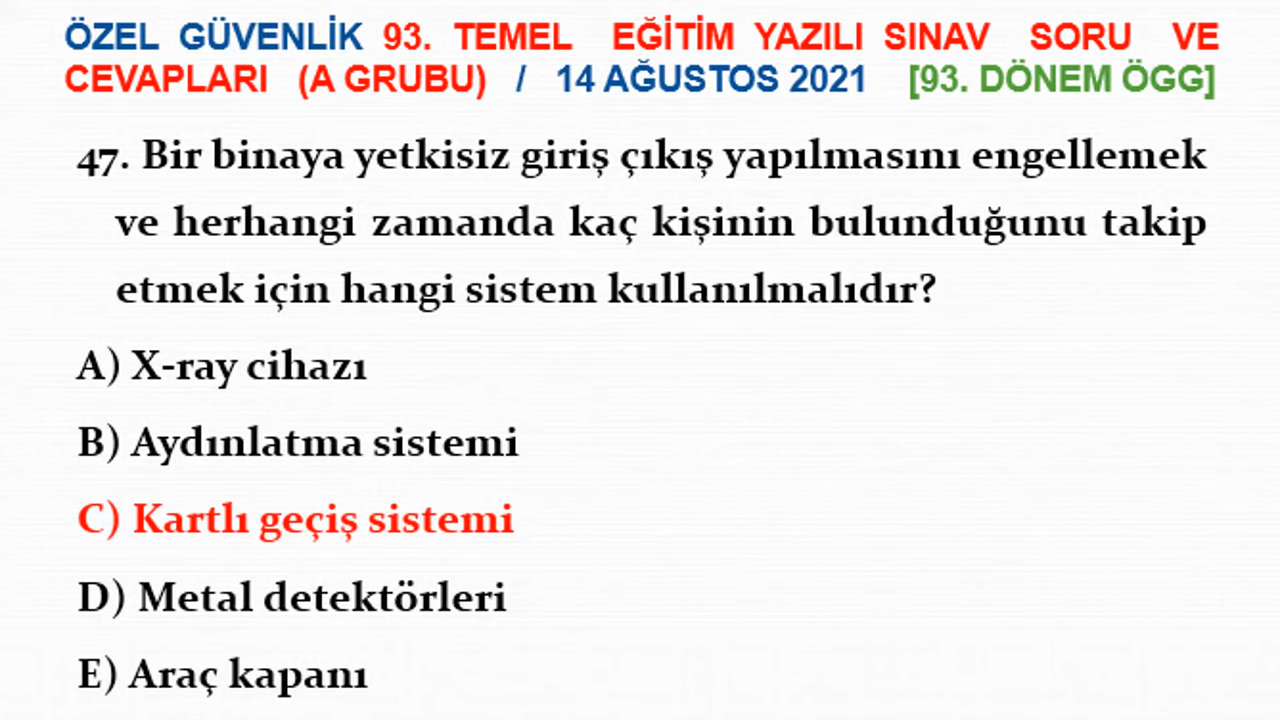 ÖZEL GÜVENLİK 93. TEMEL EĞİTİM YAZILI SINAV SORU VE
CEVAPLARI (A GRUBU) / 14 AĞUSTOS 2021 [93. DÖNEM ÖGG]
47. Bir binaya yetkisiz giriş çıkış yapılmasını engellemek
ve herhangi zamanda kaç kişinin bulunduğunu takip
etmek için hangi sistem kullanılmalıdır?
A) X-ray cihazı
B) Aydınlatma sistemi
C) Kartlı geçiş sistemi
D) Metal detektörleri
E) Araç kapanı